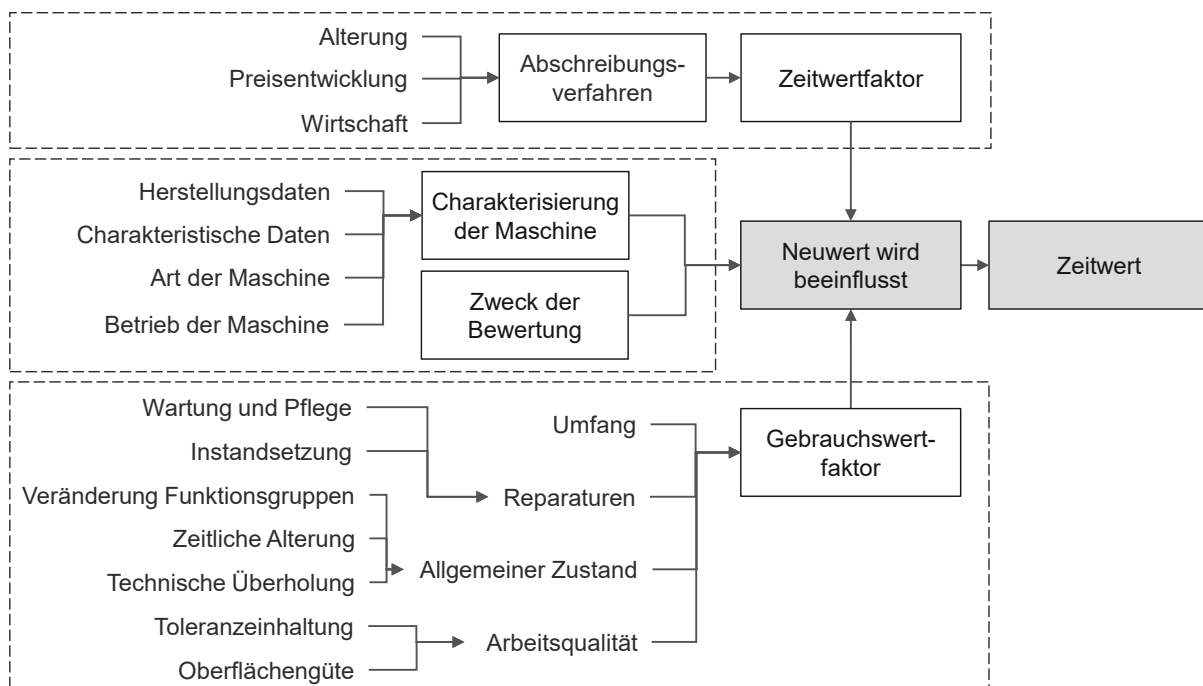 Alterung
Preisentwicklung
Wirtschaft
Abschreibungs-
verfahren
Zeitwertfaktor
Herstellungsdaten
Charakteristische Daten
Art der Maschine
Betrieb der Maschine
Charakterisierung
der Maschine
Zweck der
Bewertung
Neuwert wird
beeinflusst
Zeitwert
Wartung und Pflege
Instandsetzung
Veränderung Funktionsgruppen
Zeitliche Alterung
Technische Überholung
Toleranzeinhaltung
Oberflächengüte
Umfang
Reparaturen
Allgemeiner Zustand
Arbeitsqualität
Gebrauchswert-
faktor